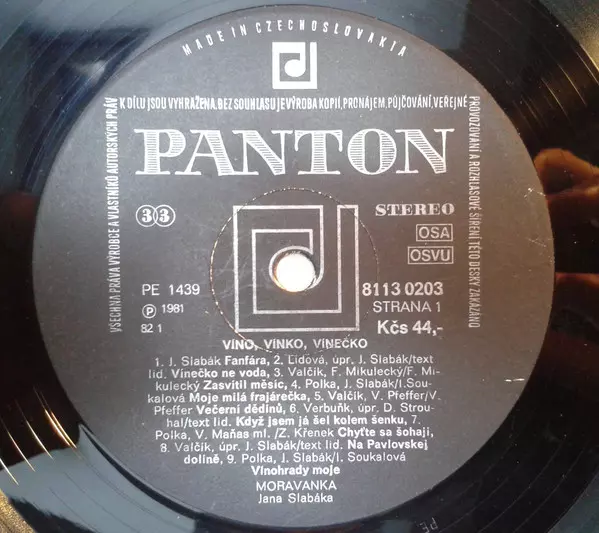 MADE IN CZECHOSLOVAKIA
VŠECHNA PRÁVA VÝROBCE A VLASTNÍKŮ AUTORSKÝCH PRÁV K DÍLU JSOU VYHRAŽENA. BEZ SOUHLASU JE VÝROBA KOPIÍ, PRONÁJEM, PŮJČOVÁNÍ, VEŘEJNÉ PROVOZOVÁNÍ A ROZHLASOVÉ ŠÍŘENÍ TÉTO DESKY ZAKÁZÁNO
PANTON
33
STEREO
OSA
OSVU
PE 1439
8113 0203
Ⓟ 1981
STRANA 1
82 1
Kčs 44,-
VÍNO, VÍNKO, VÍNEČKO
1. J. Slabák Fanfára, 2. Lidová, úpr. J. Slabák/text
lid. Vínečko ne voda, 3. Valčík, F. Mikulecký/F. Mi-
kulecký Zasvítil měsíc, 4. Polka, J. Slabák/I.Sou-
kalová Moje milá frajárečka, 5. Valčík, V. Pfeffer/V.
Pfeffer Večerní dědinů, 6. Verbuňk, úpr. D. Strou-
hal/text lid. Když jsem já šel kolem šenku, 7.
Polka, V. Maňas ml. /Z. Křenek Chyťte sa šohaji,
8. Valčík, úpr. J. Slabák/text lid. Na Pavlovskej
dolině, 9. Polka, J. Slabák/I. Soukalová
Vinohrady moje
MORAVANKA
Jana Slabáka
PE